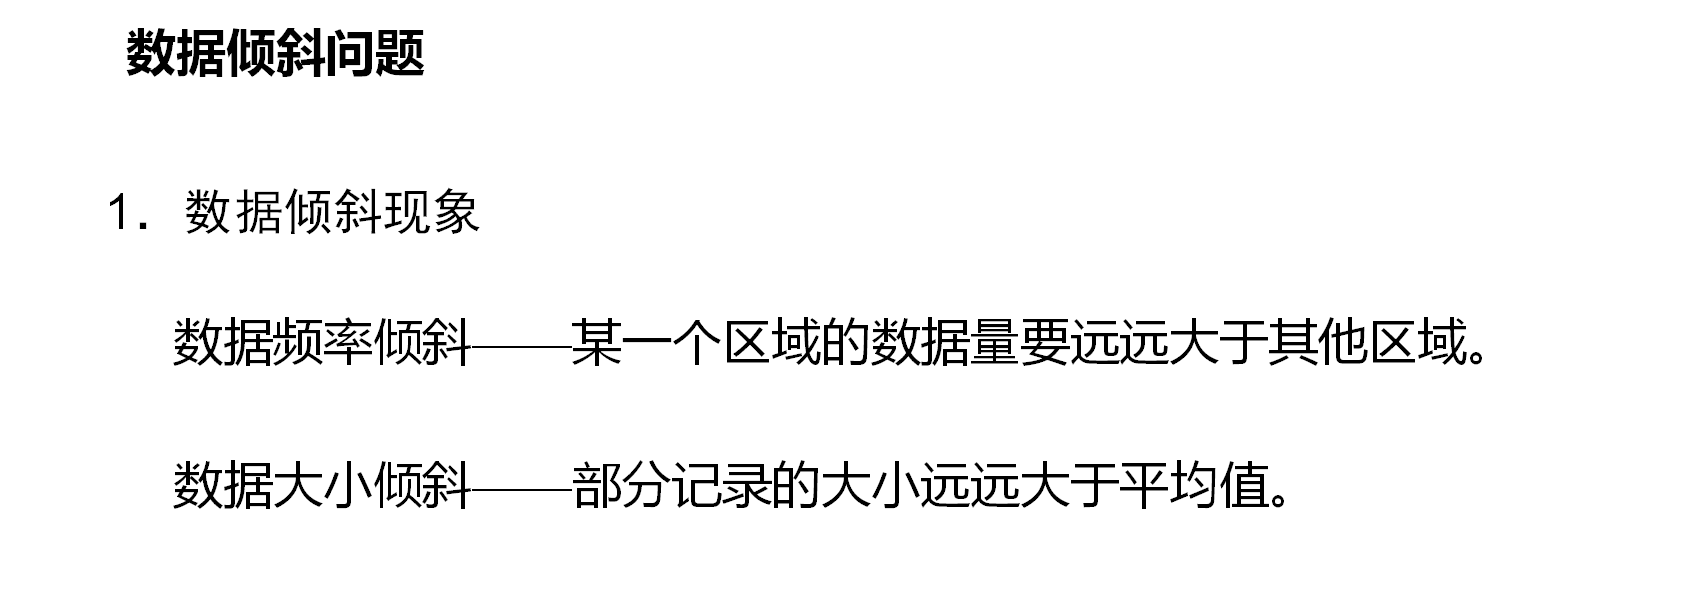 数据倾斜问题
1. 数据倾斜现象
数据频率倾斜——某一个区域的数据量要远远大于其他区域。
数据大小倾斜——部分记录的大小远远大于平均值。